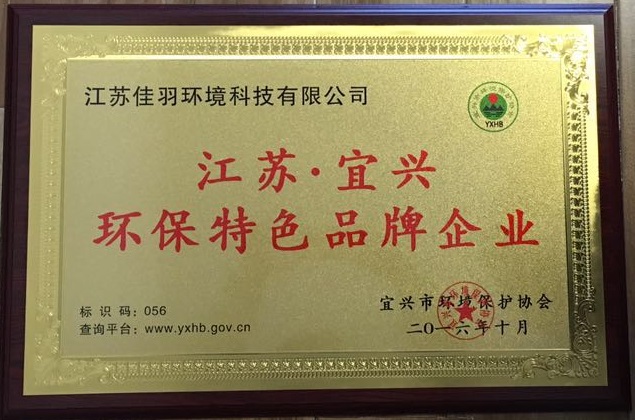 江苏佳羽环境科技有限公司
YXHB
江苏·宜兴
环保特色品牌企业
标识码：056
查询平台：www.yxhb.gov.cn
宜兴市环境保护协会
二〇一六年十月